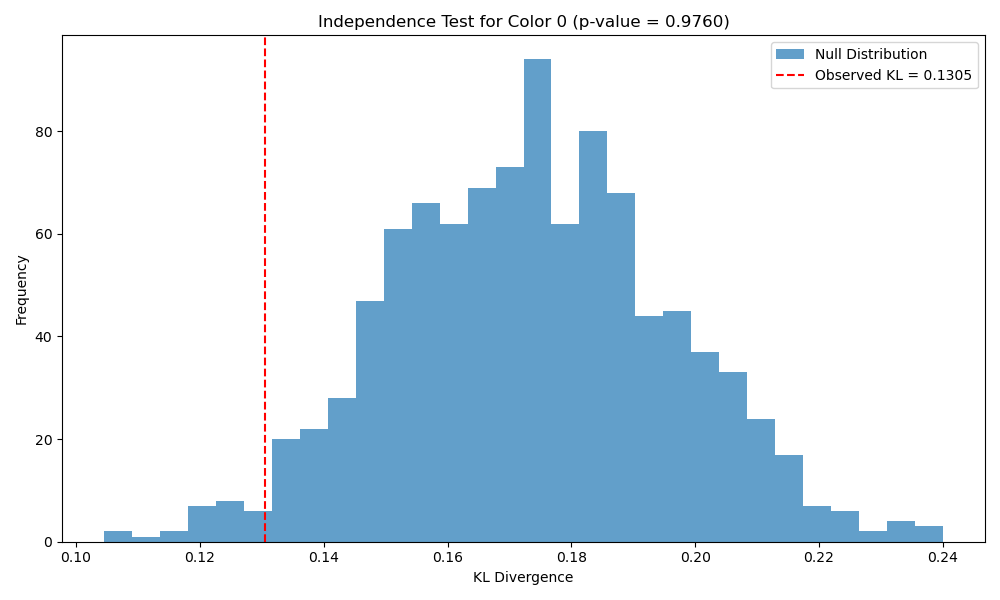 Independence Test for Color 0 (p-value = 0.9760)
Null Distribution
Observed KL = 0.1305
Frequency
80
60
40
20
0
0.10 0.12 0.14 0.16 0.18 0.20 0.22 0.24
KL Divergence